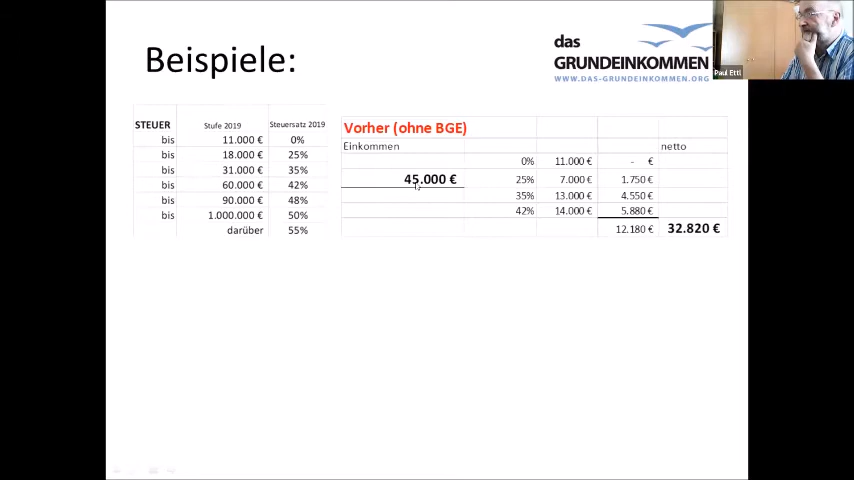 Beispiele:
das
GRUNDEINKOMMEN
WWW.DAS-GRUNDEINKOMMEN.ORG
Paul Ettl
STEUER Stufe 2019 Steuersatz 2019
bis 11.000 € 0%
bis 18.000 € 25%
bis 31.000 € 35%
bis 60.000 € 42%
bis 90.000 € 48%
bis 1.000.000 € 50%
darüber 55%
Vorher (ohne BGE)
Einkommen netto
0% 11.000 € - €
45.000 € 25% 7.000 € 1.750 €
35% 13.000 € 4.550 €
42% 14.000 € 5.880 €
12.180 € 32.820 €